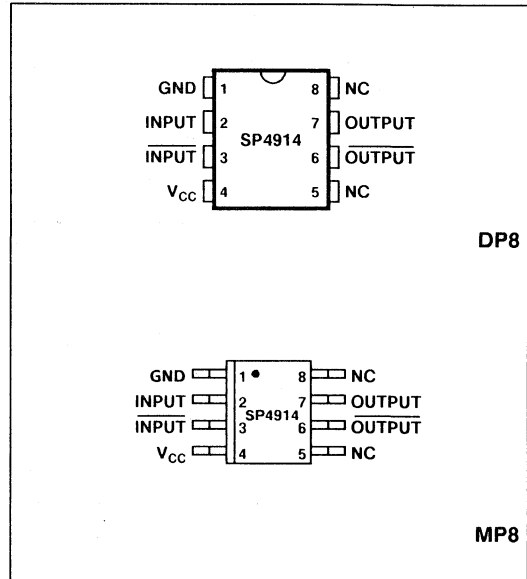 GND 1 8 NC
INPUT 2 7 OUTPUT
SP4914
INPUT 3 6 OUTPUT
VCC 4 5 NC
DP8
GND 1 8 NC
INPUT 2 7 OUTPUT
SP4914
INPUT 3 6 OUTPUT
VCC 4 5 NC
MP8